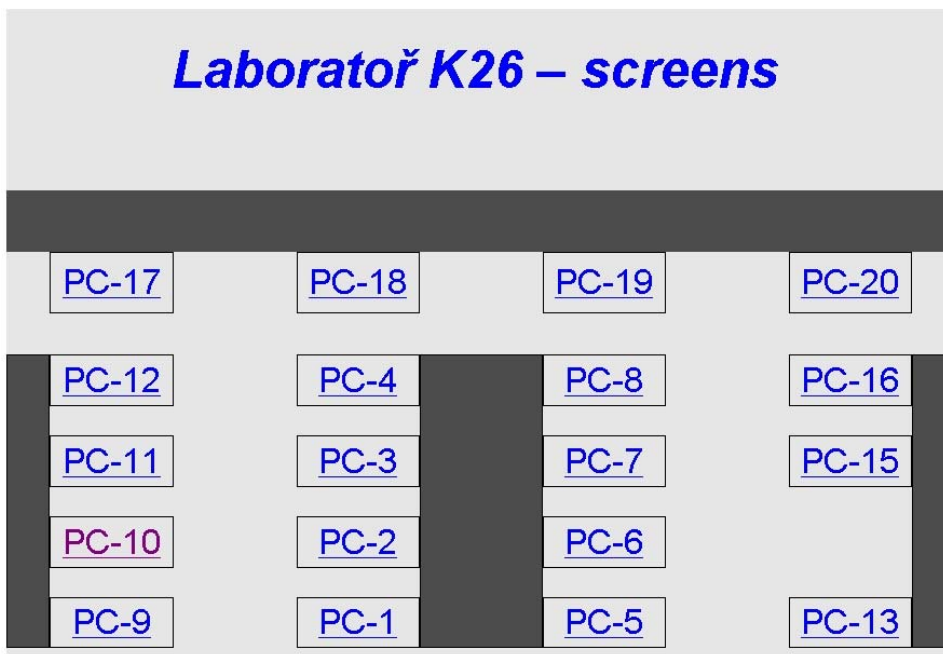 Laboratoř K26 – screens
PC-17 PC-18 PC-19 PC-20
PC-12 PC-4 PC-8 PC-16
PC-11 PC-3 PC-7 PC-15
PC-10 PC-2 PC-6
PC-9 PC-1 PC-5 PC-13